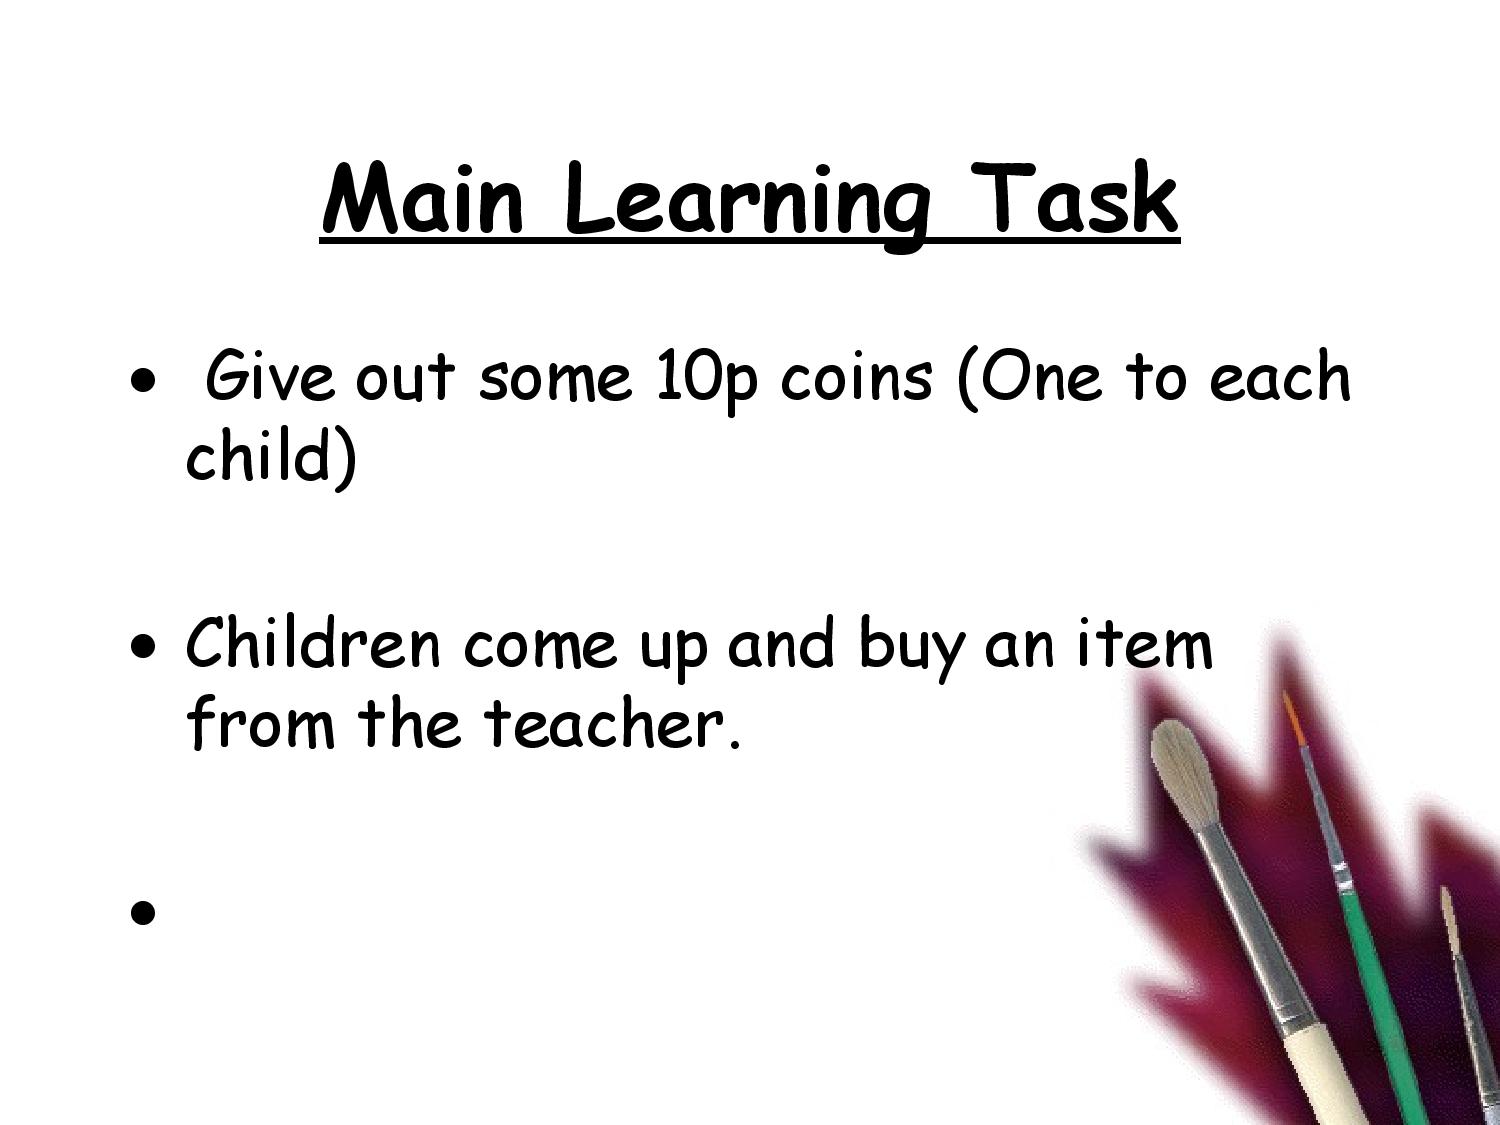 Main Learning Task
• Give out some 10p coins (One to each
child)
• Children come up and buy an item
from the teacher.
•